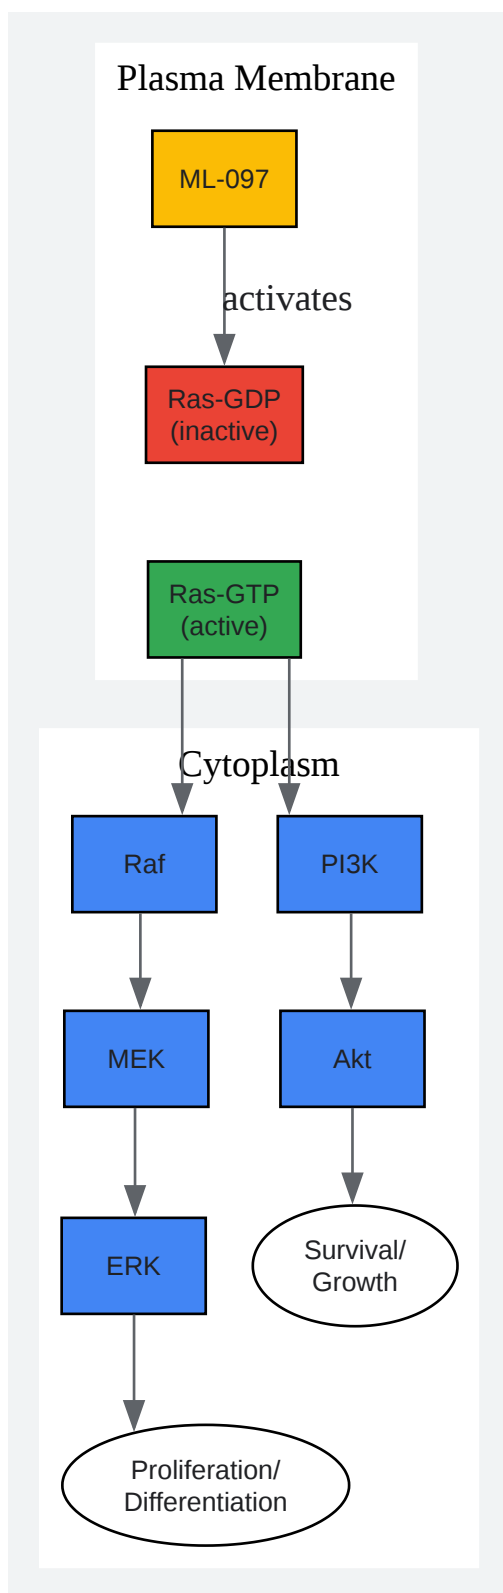 Plasma Membrane
ML-097
activates
Ras-GDP
(inactive)
Ras-GTP
(active)
Cytoplasm
Raf
PI3K
MEK
Akt
ERK
Survival/
Growth
Proliferation/
Differentiation